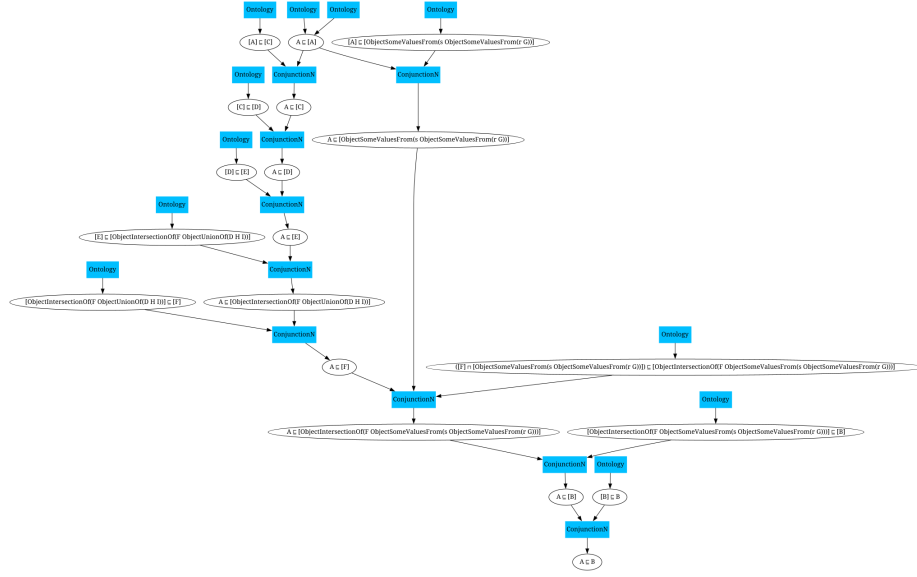 Ontology
Ontology
Ontology
Ontology
[A] ⊑ [C]
A ⊑ [A]
[A] ⊑ [ObjectSomeValuesFrom(s ObjectSomeValuesFrom(r G))]
Ontology
ConjunctionN
ConjunctionN
[C] ⊑ [D]
A ⊑ [C]
Ontology
ConjunctionN
A ⊑ [ObjectSomeValuesFrom(s ObjectSomeValuesFrom(r G))]
[D] ⊑ [E]
A ⊑ [D]
Ontology
ConjunctionN
[E] ⊑ [ObjectIntersectionOf(F ObjectUnionOf(D H I))]
A ⊑ [E]
Ontology
ConjunctionN
[ObjectIntersectionOf(F ObjectUnionOf(D H I))] ⊑ [F]
A ⊑ [ObjectIntersectionOf(F ObjectUnionOf(D H I))]
ConjunctionN
Ontology
A ⊑ [F]
([F] ⊓ [ObjectSomeValuesFrom(s ObjectSomeValuesFrom(r G))]) ⊑ [ObjectIntersectionOf(F ObjectSomeValuesFrom(s ObjectSomeValuesFrom(r G)))]
ConjunctionN
Ontology
A ⊑ [ObjectIntersectionOf(F ObjectSomeValuesFrom(s ObjectSomeValuesFrom(r G)))]
[ObjectIntersectionOf(F ObjectSomeValuesFrom(s ObjectSomeValuesFrom(r G)))] ⊑ [B]
ConjunctionN
Ontology
A ⊑ [B]
[B] ⊑ B
ConjunctionN
A ⊑ B